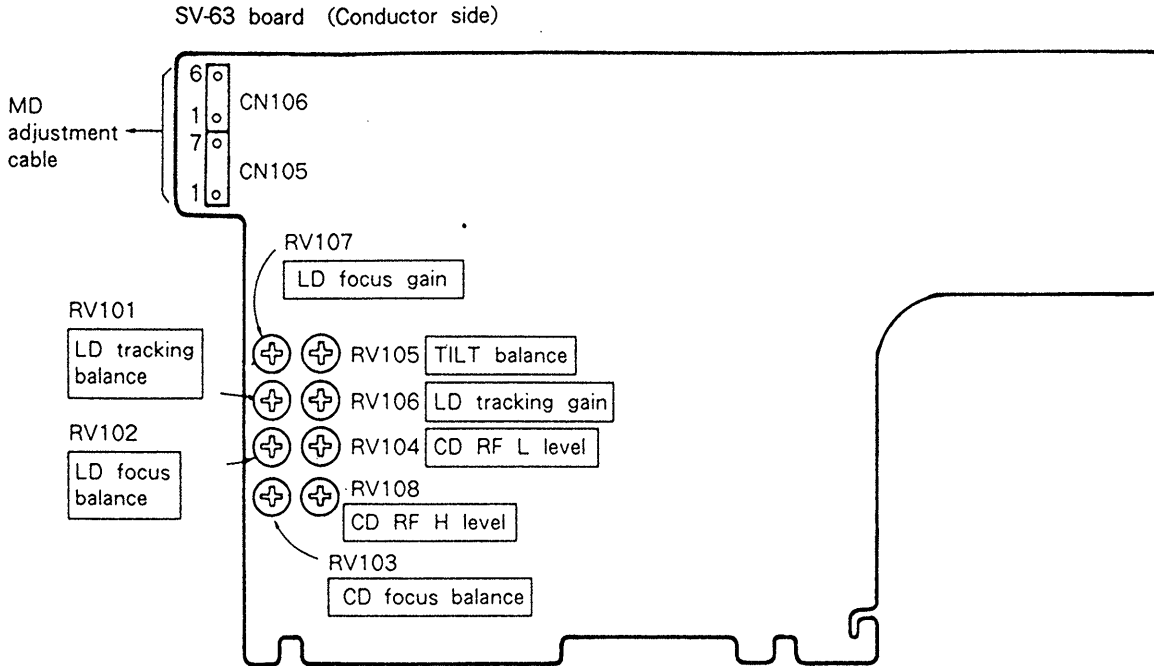 SV-63 board (Conductor side)
MD
adjustment
cable
6
1
CN106
7
1
CN105
RV107
LD focus gain
RV101
LD tracking
balance
RV105 TILT balance
RV106 LD tracking gain
RV102
LD focus
balance
RV104 CD RF L level
RV108
CD RF H level
RV103
CD focus balance